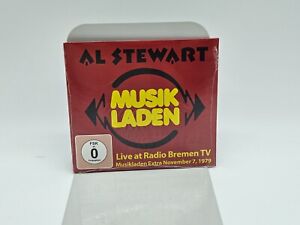 AL STEWART
MUSIK
LADEN
Live at Radio Bremen TV
Musikladen Extra November 7, 1979
FSK
0